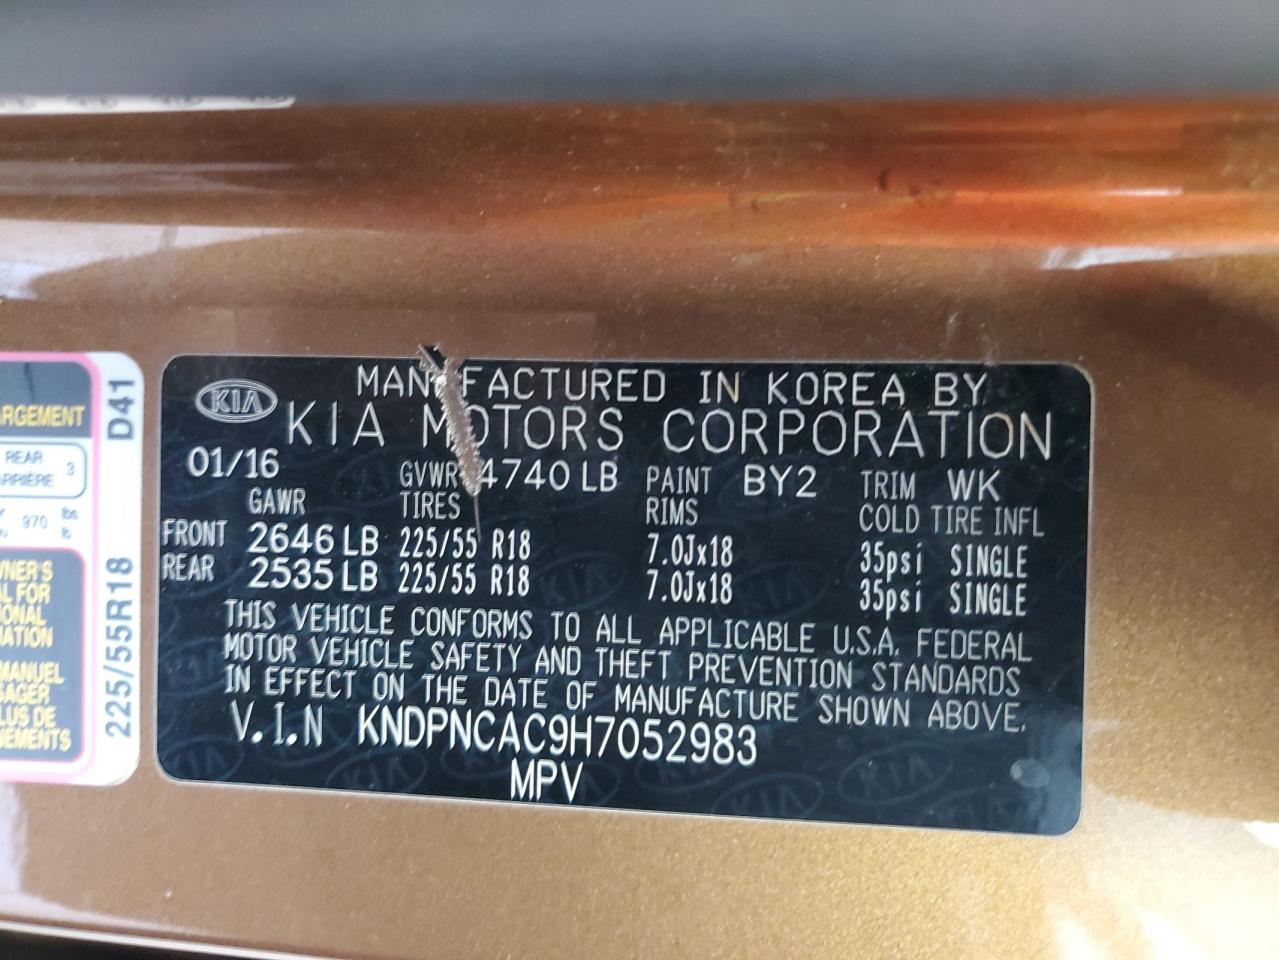 ARGEMENT
REAR 3
970 lbs
lb
D41
225/55R18
KIA
MANUFACTURED IN KOREA BY
KIA MOTORS CORPORATION
01/16 GVWR 4740 LB PAINT BY2 TRIM WK
GAWR TIRES RIMS COLD TIRE INFL
FRONT 2646 LB 225/55 R18 7.0Jx18 35psi SINGLE
REAR 2535 LB 225/55 R18 7.0Jx18 35psi SINGLE
THIS VEHICLE CONFORMS TO ALL APPLICABLE U.S.A. FEDERAL
MOTOR VEHICLE SAFETY AND THEFT PREVENTION STANDARDS
IN EFFECT ON THE DATE OF MANUFACTURE SHOWN ABOVE.
V.I.N KNDPNCAC9H7052983
MPV